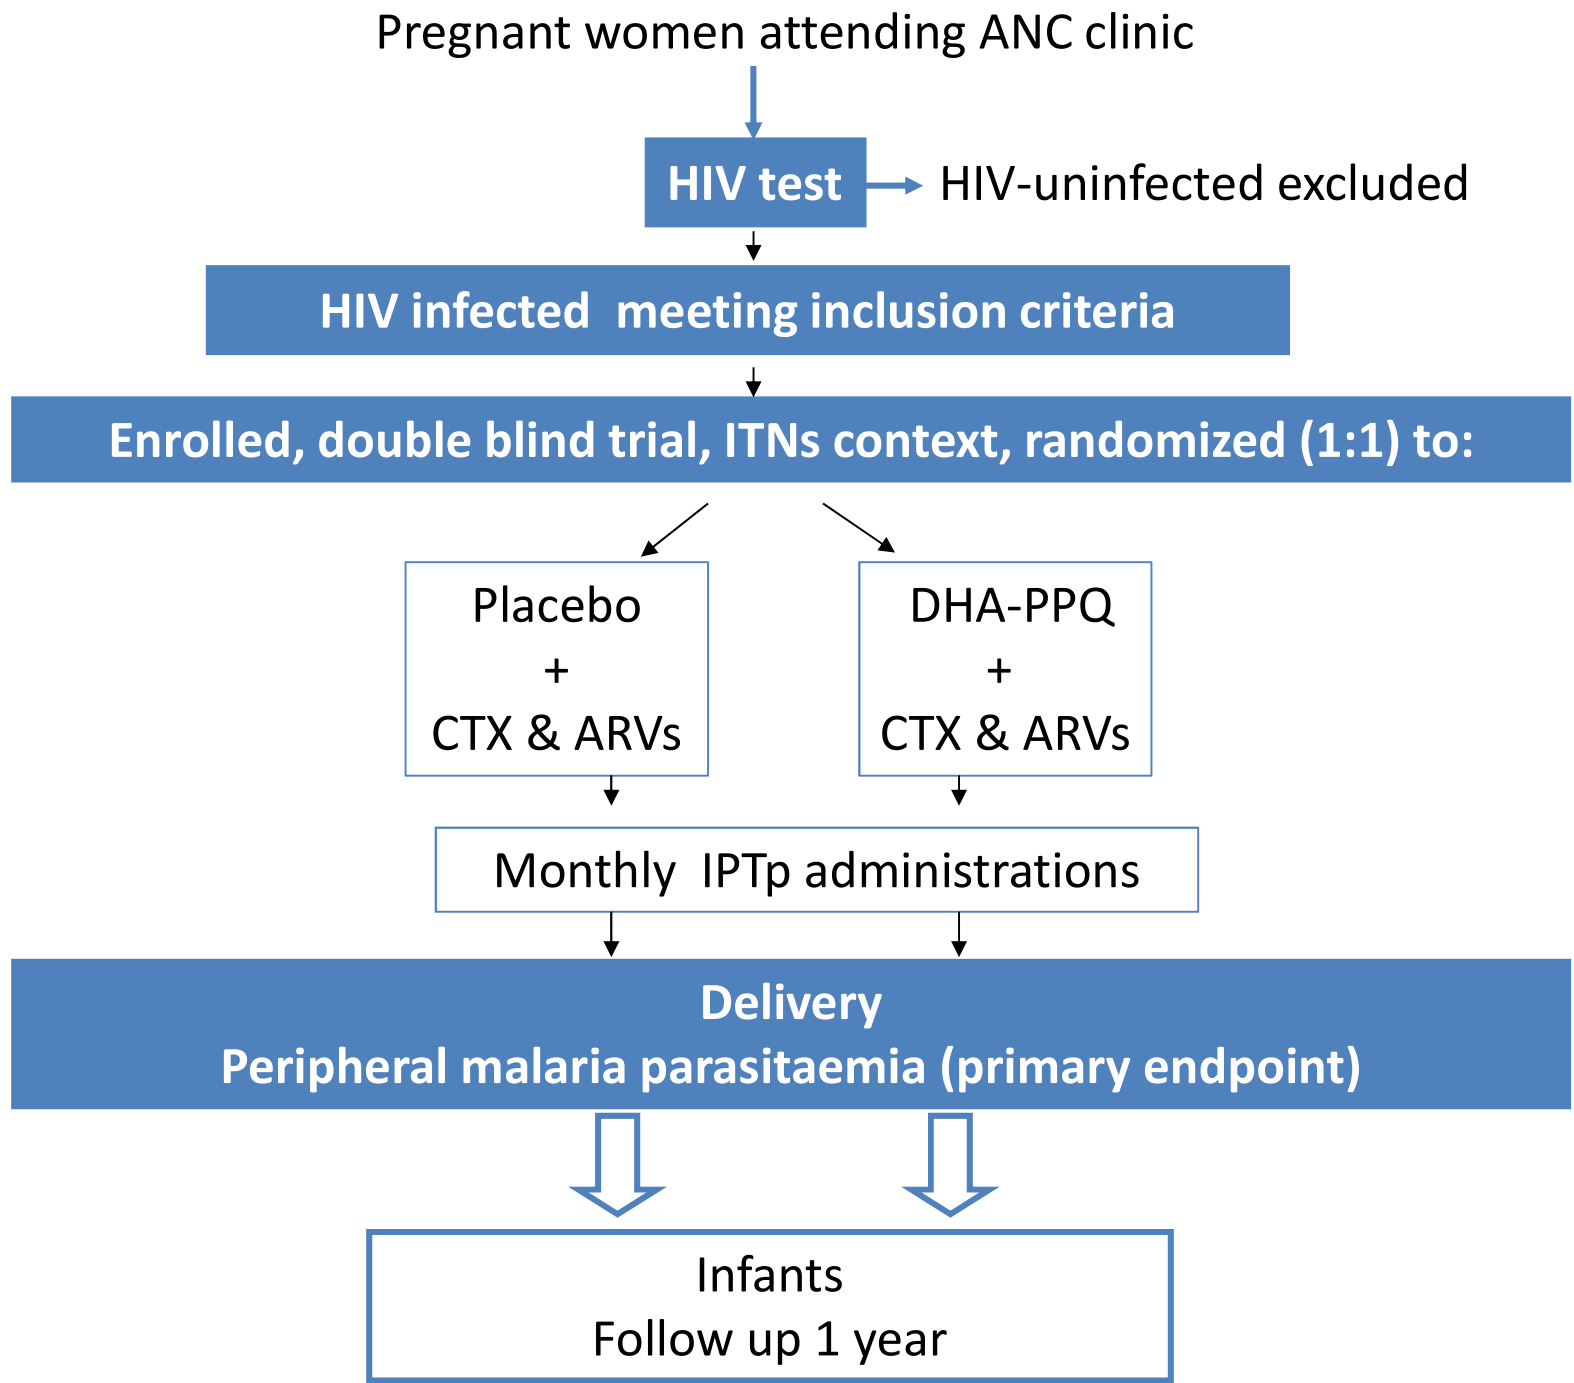 Pregnant women attending ANC clinic
HIV test
HIV-uninfected excluded
HIV infected  meeting inclusion criteria
Enrolled, double blind trial, ITNs context, randomized (1:1) to:
Placebo
+
CTX & ARVs
DHA-PPQ
+
CTX & ARVs
Monthly  IPTp administrations
Delivery
Peripheral malaria parasitaemia (primary endpoint)
Infants
Follow up 1 year